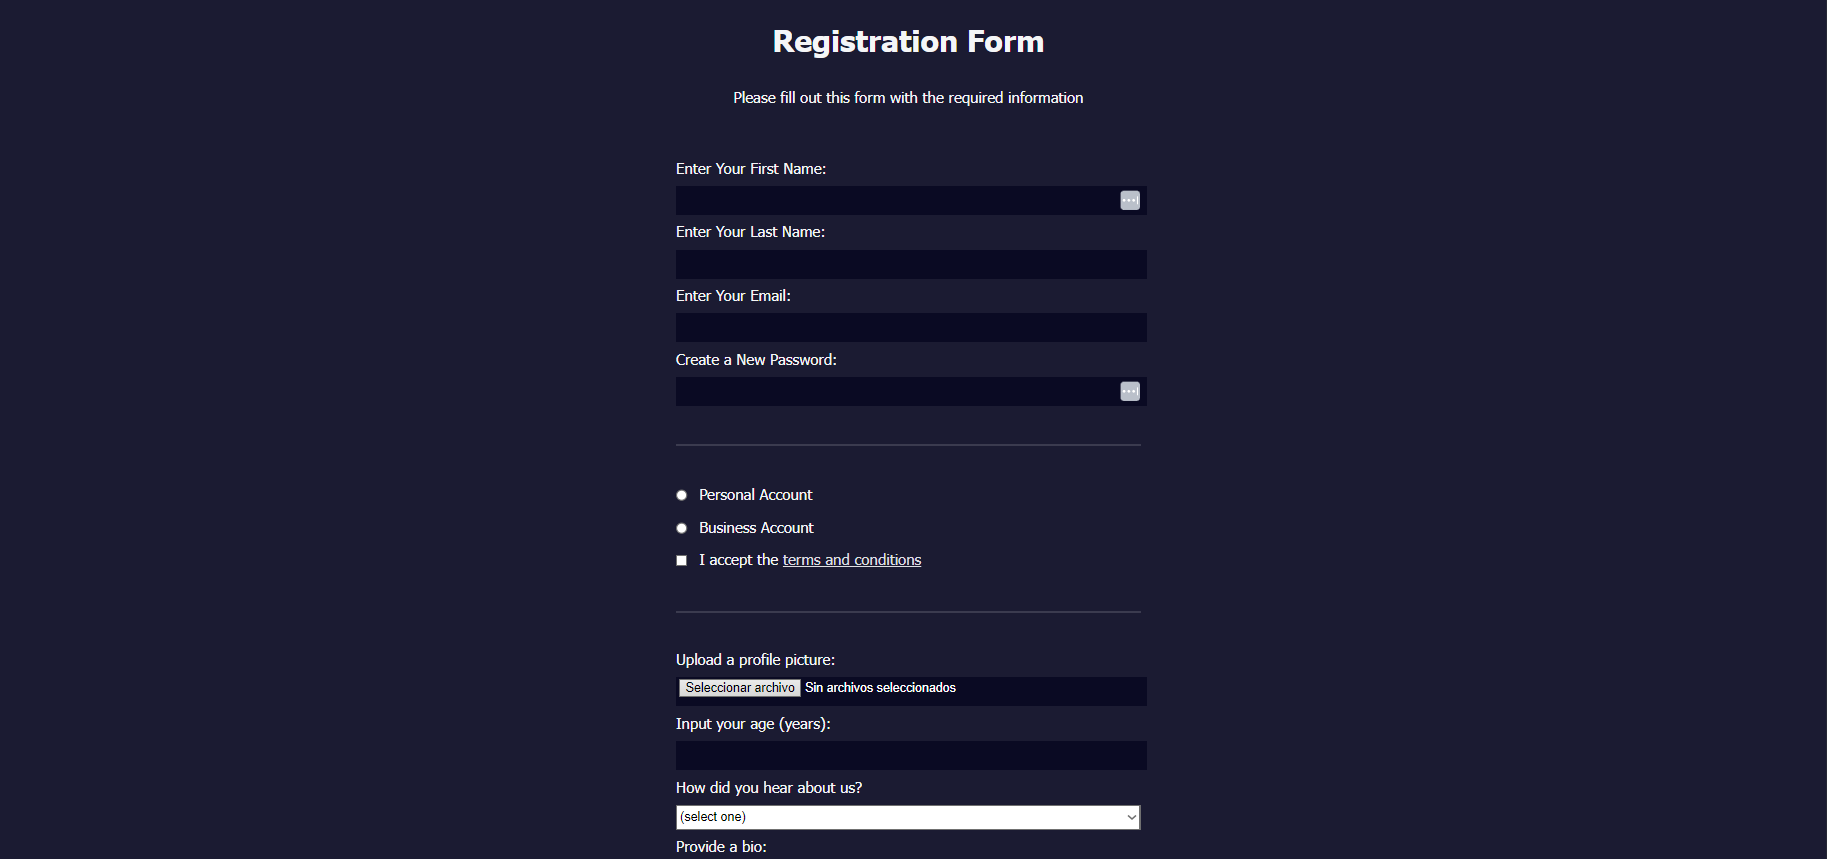 Registration Form
Please fill out this form with the required information
Enter Your First Name:
Enter Your Last Name:
Enter Your Email:
Create a New Password:
Personal Account
Business Account
I accept the terms and conditions
Upload a profile picture:
Seleccionar archivo Sin archivos seleccionados
Input your age (years):
How did you hear about us?
(select one)
Provide a bio: